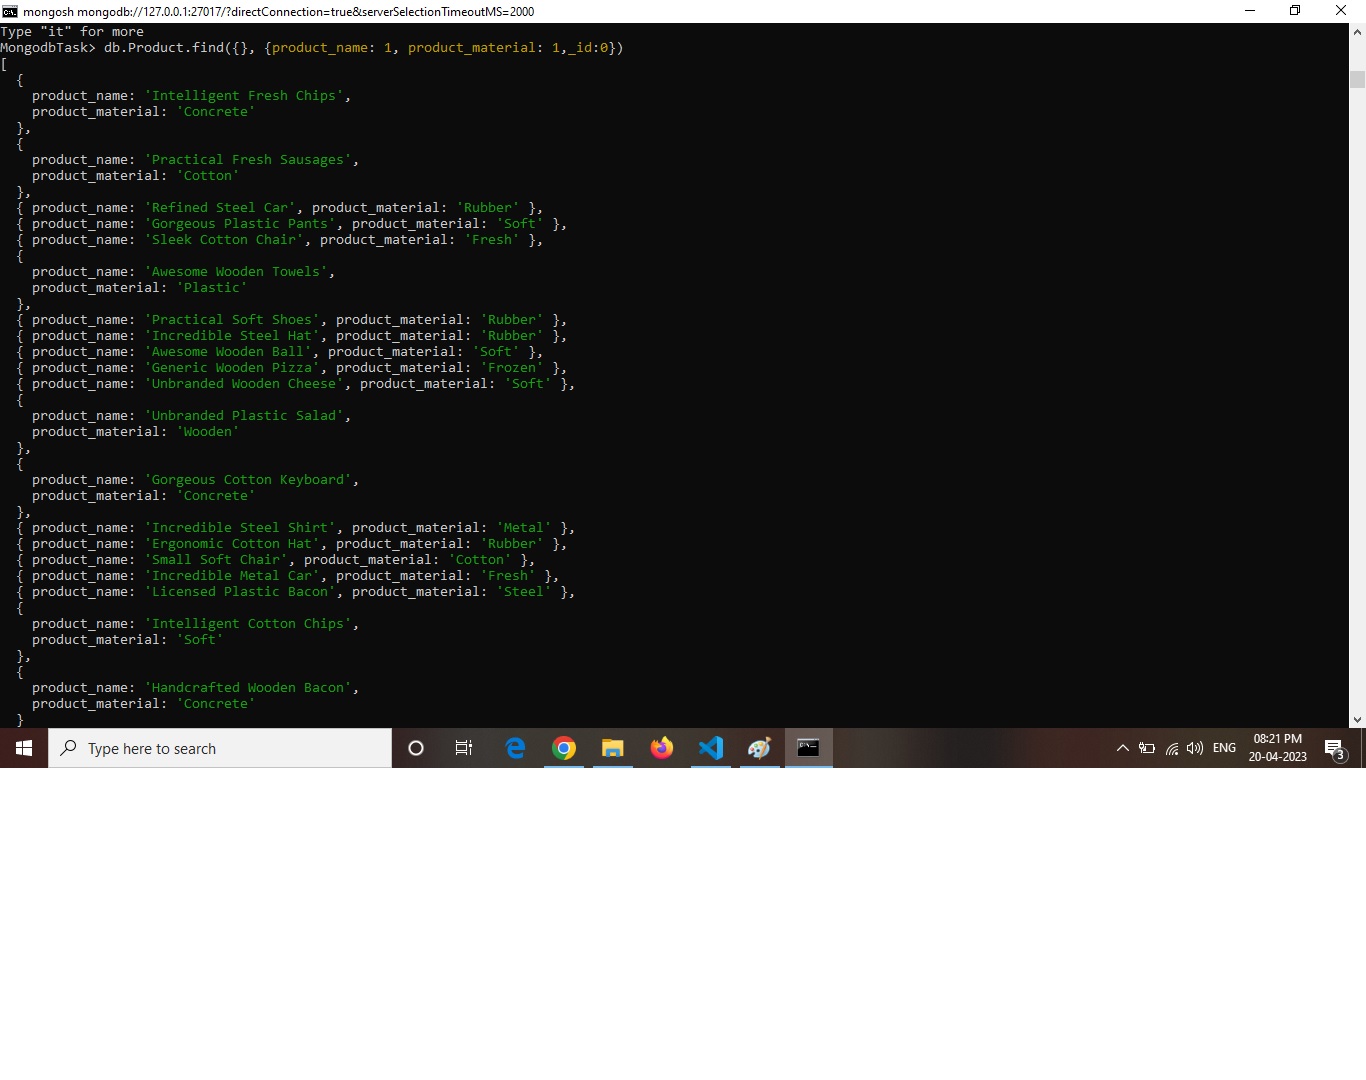 mongosh mongodb://127.0.0.1:27017/?directConnection=true&serverSelectionTimeoutMS=2000
Type "it" for more
MongodbTask> db.Product.find({}, {product_name: 1, product_material: 1,_id:0})
[
  {
    product_name: 'Intelligent Fresh Chips',
    product_material: 'Concrete'
  },
  {
    product_name: 'Practical Fresh Sausages',
    product_material: 'Cotton'
  },
  { product_name: 'Refined Steel Car', product_material: 'Rubber' },
  { product_name: 'Gorgeous Plastic Pants', product_material: 'Soft' },
  { product_name: 'Sleek Cotton Chair', product_material: 'Fresh' },
  {
    product_name: 'Awesome Wooden Towels',
    product_material: 'Plastic'
  },
  { product_name: 'Practical Soft Shoes', product_material: 'Rubber' },
  { product_name: 'Incredible Steel Hat', product_material: 'Rubber' },
  { product_name: 'Awesome Wooden Ball', product_material: 'Soft' },
  { product_name: 'Generic Wooden Pizza', product_material: 'Frozen' },
  { product_name: 'Unbranded Wooden Cheese', product_material: 'Soft' },
  {
    product_name: 'Unbranded Plastic Salad',
    product_material: 'Wooden'
  },
  {
    product_name: 'Gorgeous Cotton Keyboard',
    product_material: 'Concrete'
  },
  { product_name: 'Incredible Steel Shirt', product_material: 'Metal' },
  { product_name: 'Ergonomic Cotton Hat', product_material: 'Rubber' },
  { product_name: 'Small Soft Chair', product_material: 'Cotton' },
  { product_name: 'Incredible Metal Car', product_material: 'Fresh' },
  { product_name: 'Licensed Plastic Bacon', product_material: 'Steel' },
  {
    product_name: 'Intelligent Cotton Chips',
    product_material: 'Soft'
  },
  {
    product_name: 'Handcrafted Wooden Bacon',
    product_material: 'Concrete'
  }
Type here to search
ENG
08:21 PM
20-04-2023
3